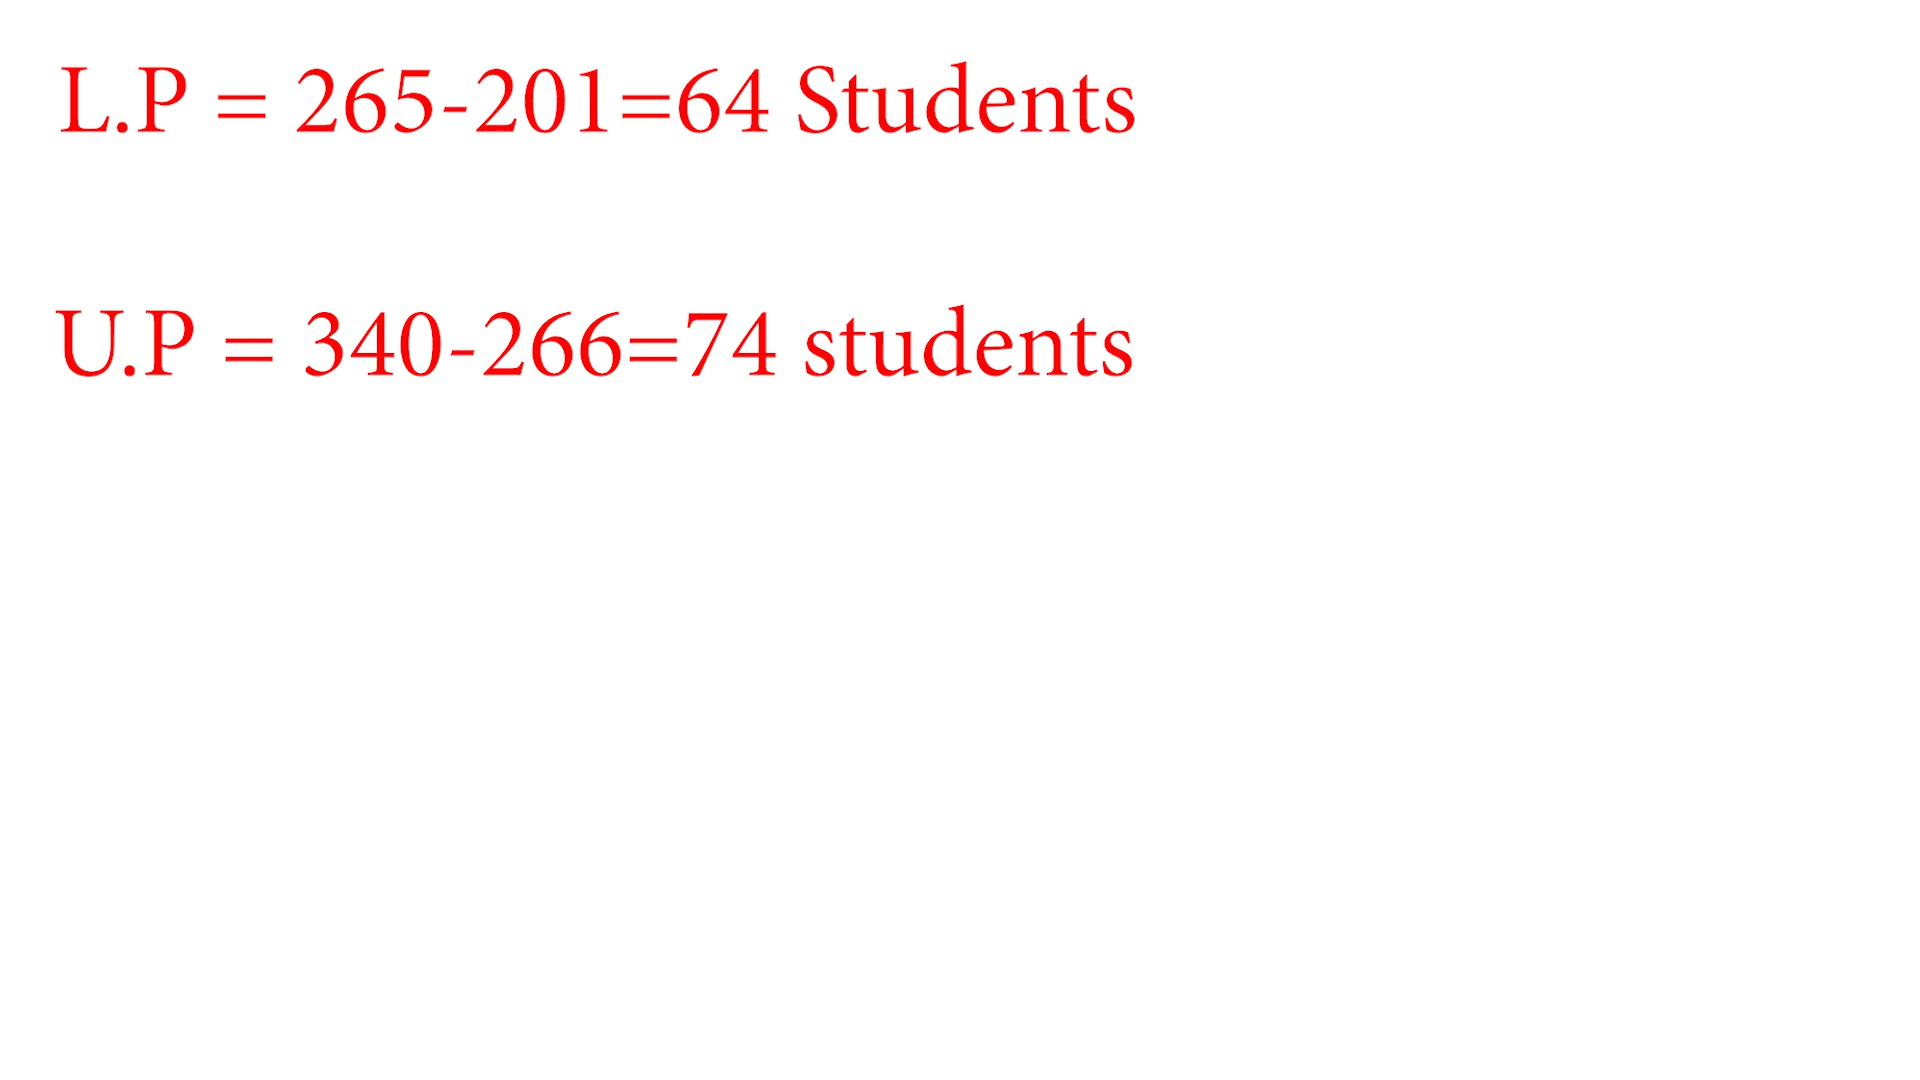 L.P = 265-201=64 Students
U.P = 340-266=74 students